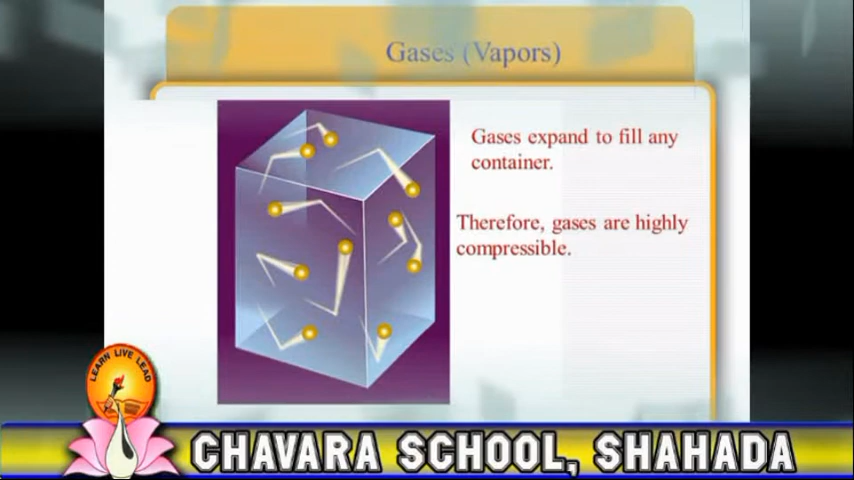 Gases (Vapors)
Gases expand to fill any
container.
Therefore, gases are highly
compressible.
LEARN LIVE LEAD
CHAVARA SCHOOL, SHAHADA